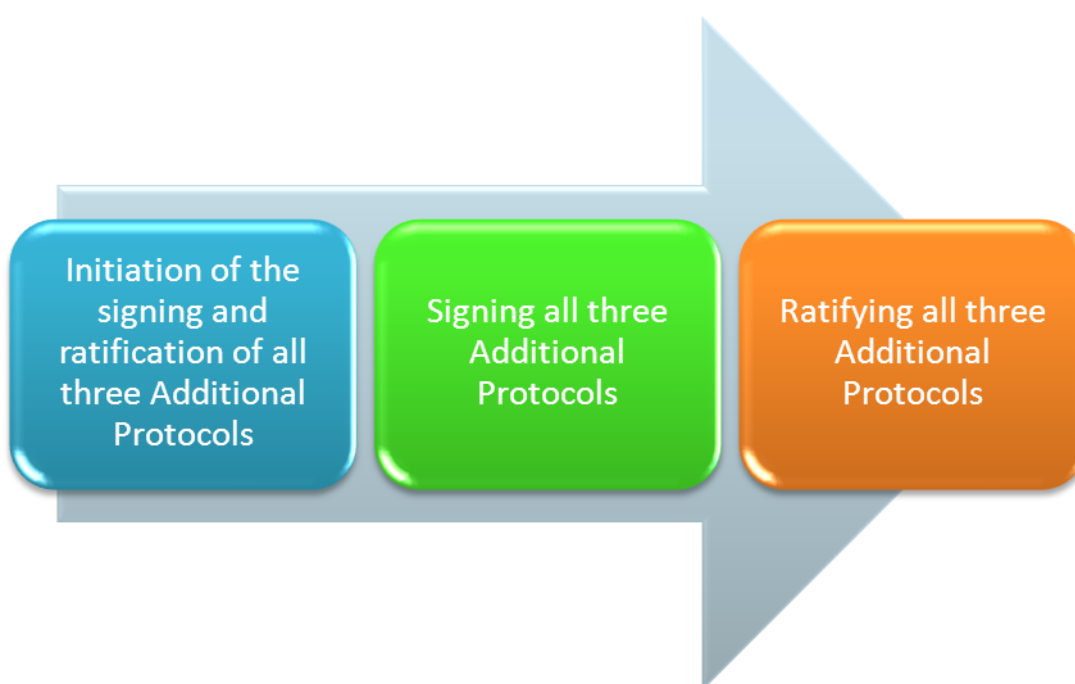 Initiation of the
signing and
ratification of all
three Additional
Protocols
Signing all three
Additional
Protocols
Ratifying all three
Additional
Protocols